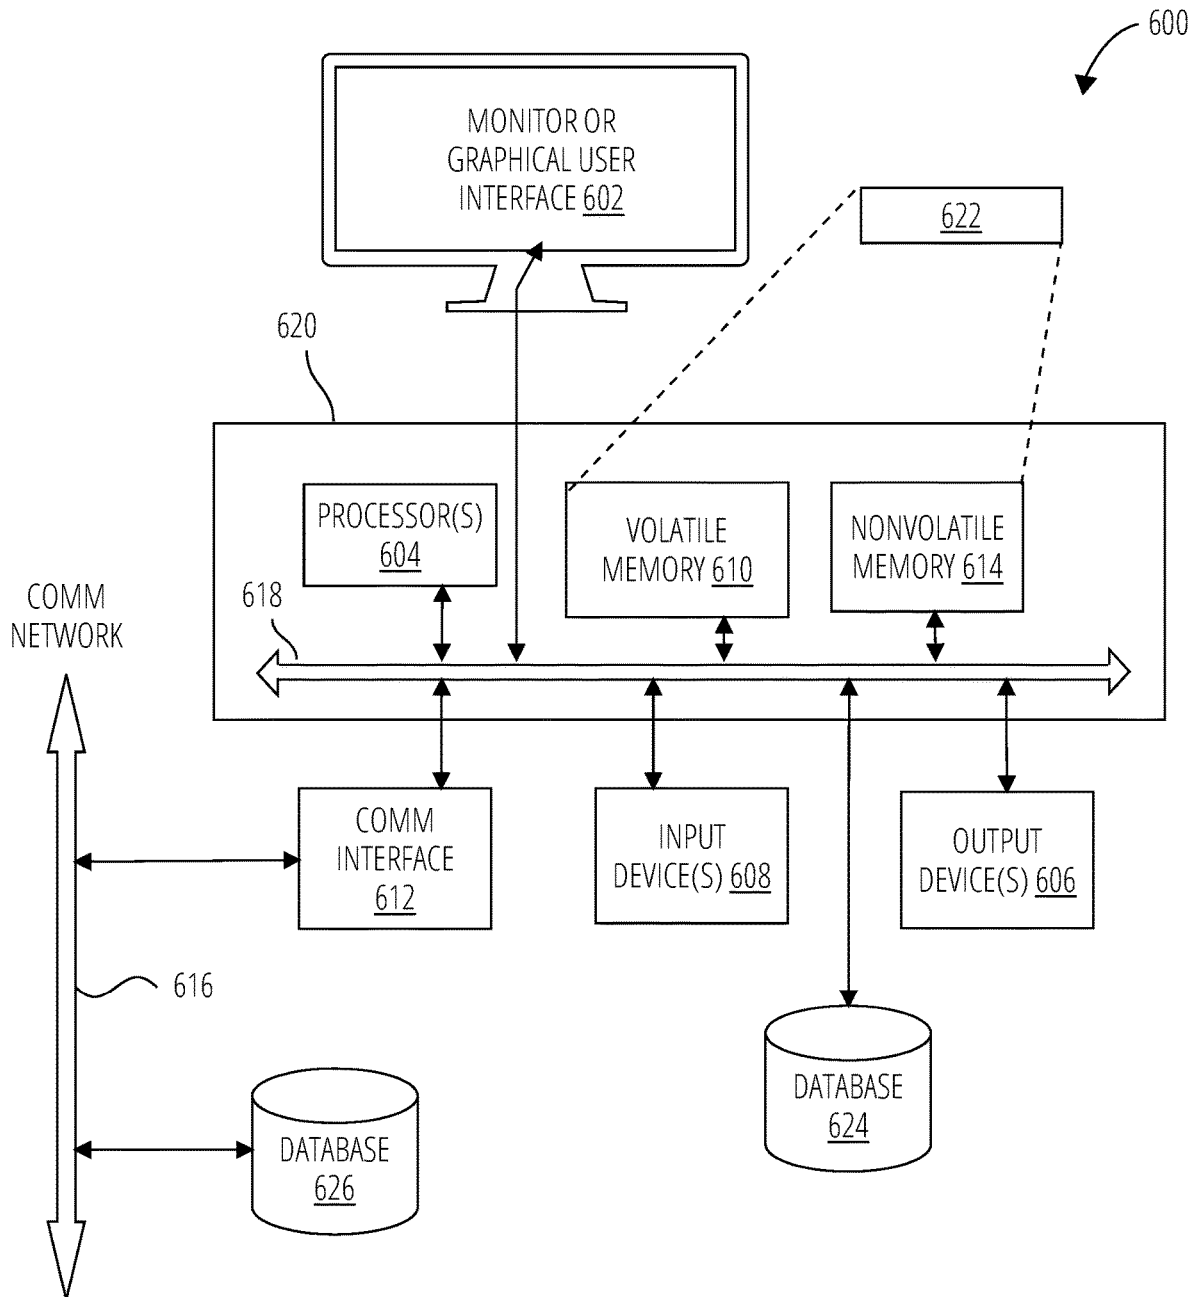 600
MONITOR OR
GRAPHICAL USER
INTERFACE 602
622
620
PROCESSOR(S)
604
VOLATILE
MEMORY 610
NONVOLATILE
MEMORY 614
618
COMM
NETWORK
COMM
INTERFACE
612
INPUT
DEVICE(S) 608
OUTPUT
DEVICE(S) 606
616
DATABASE
624
DATABASE
626